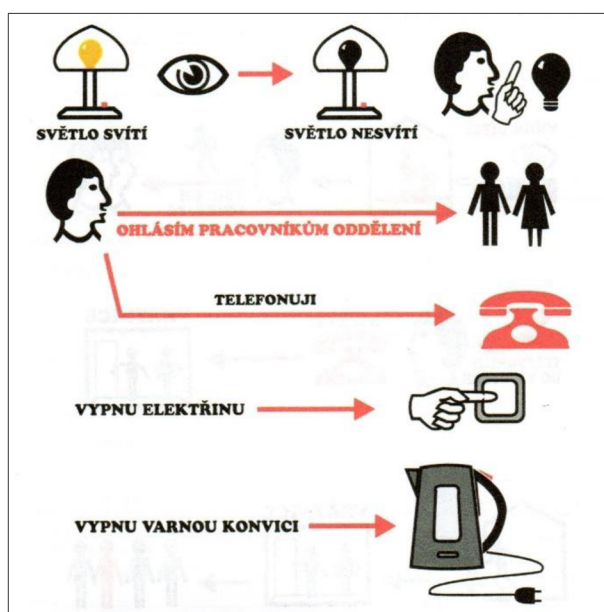 SVĚTLO SVÍTÍ
SVĚTLO NESVÍTÍ
OHLÁSÍM PRACOVNÍKŮM ODDĚLENÍ
TELEFONUJI
VYPNU ELEKTŘINU
VYPNU VARNOU KONVICI